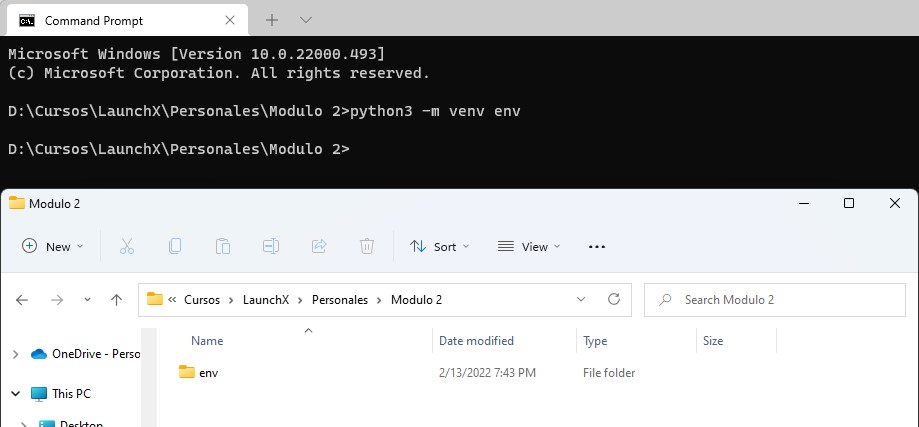 Command Prompt
Microsoft Windows [Version 10.0.22000.493]
(c) Microsoft Corporation. All rights reserved.
D:\Cursos\LaunchX\Personales\Modulo 2>python3 -m venv env
D:\Cursos\LaunchX\Personales\Modulo 2>
Modulo 2
New Sort View
« Cursos > LaunchX > Personales > Modulo 2 Search Modulo 2
Name Date modified Type Size
OneDrive - Perso
env 2/13/2022 7:43 PM File folder
This PC
Desktop